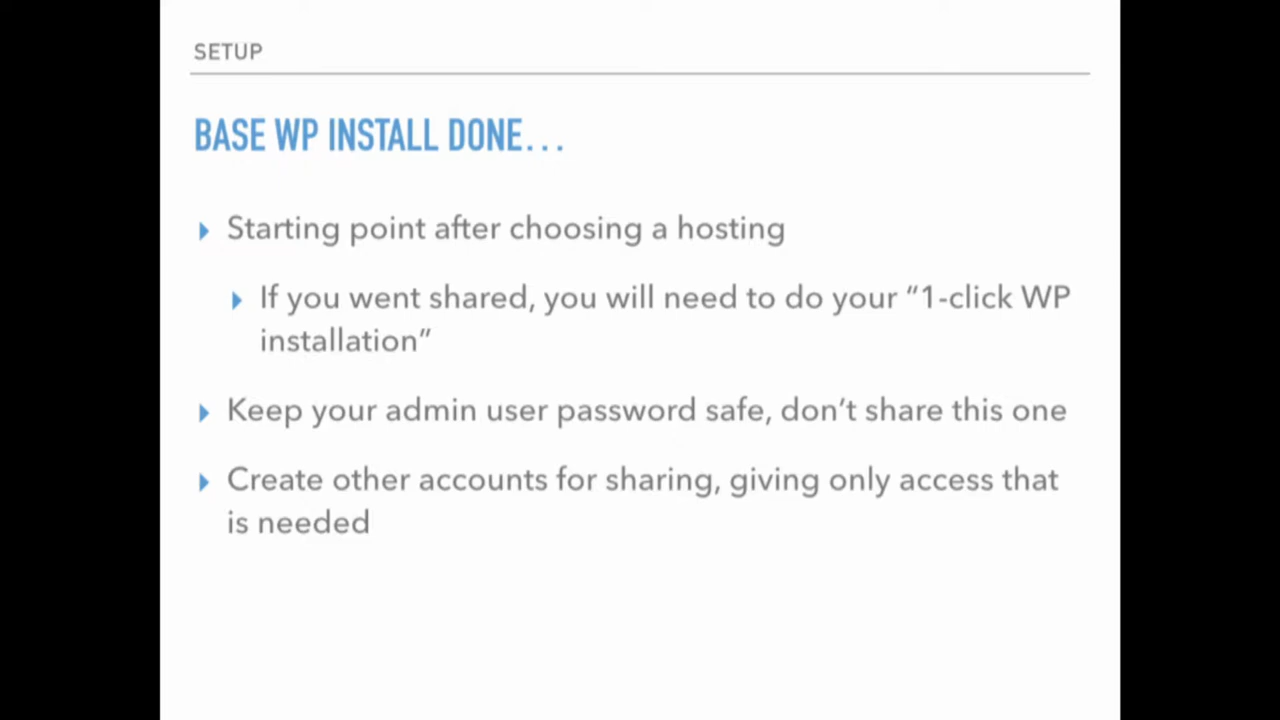 SETUP
BASE WP INSTALL DONE...
Starting point after choosing a hosting
If you went shared, you will need to do your “1-click WP
installation”
Keep your admin user password safe, don’t share this one
Create other accounts for sharing, giving only access that
is needed